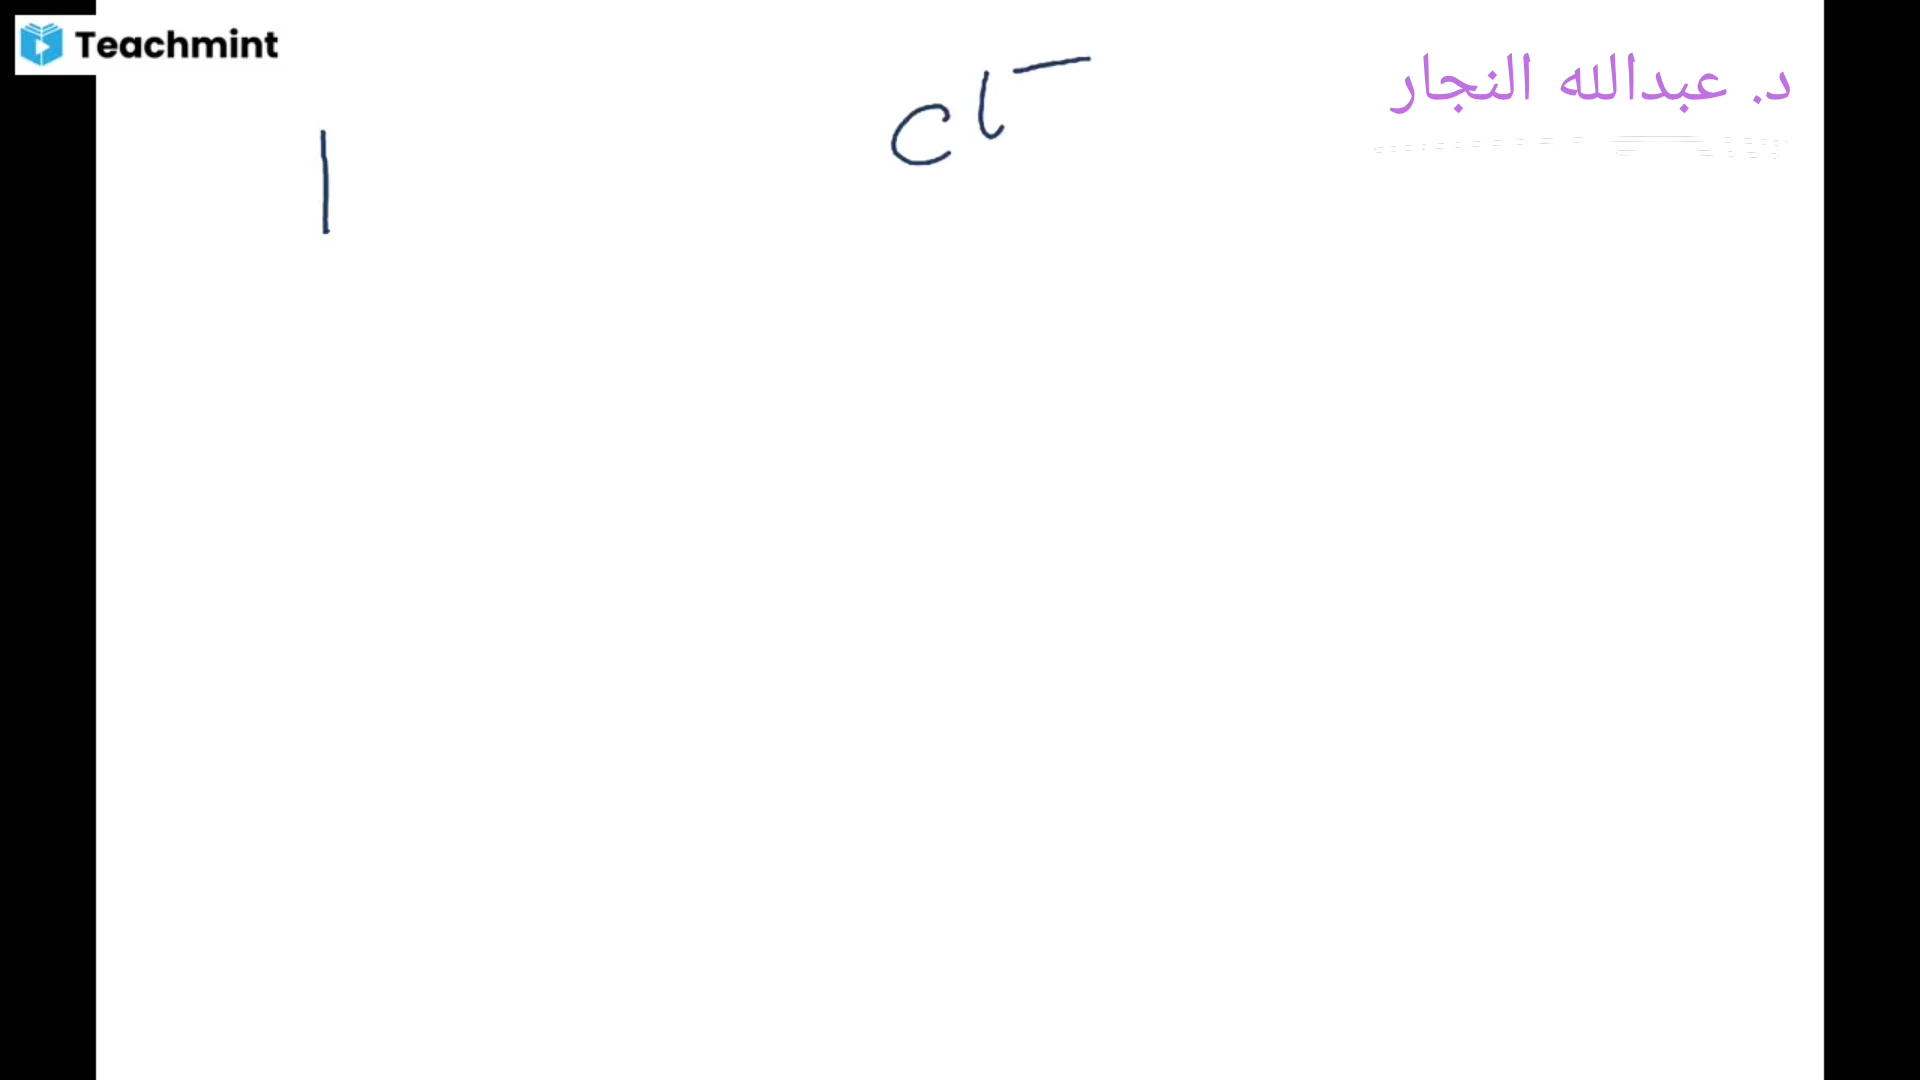 Teachmint
د. عبدالله النجار
Cl⁻
|